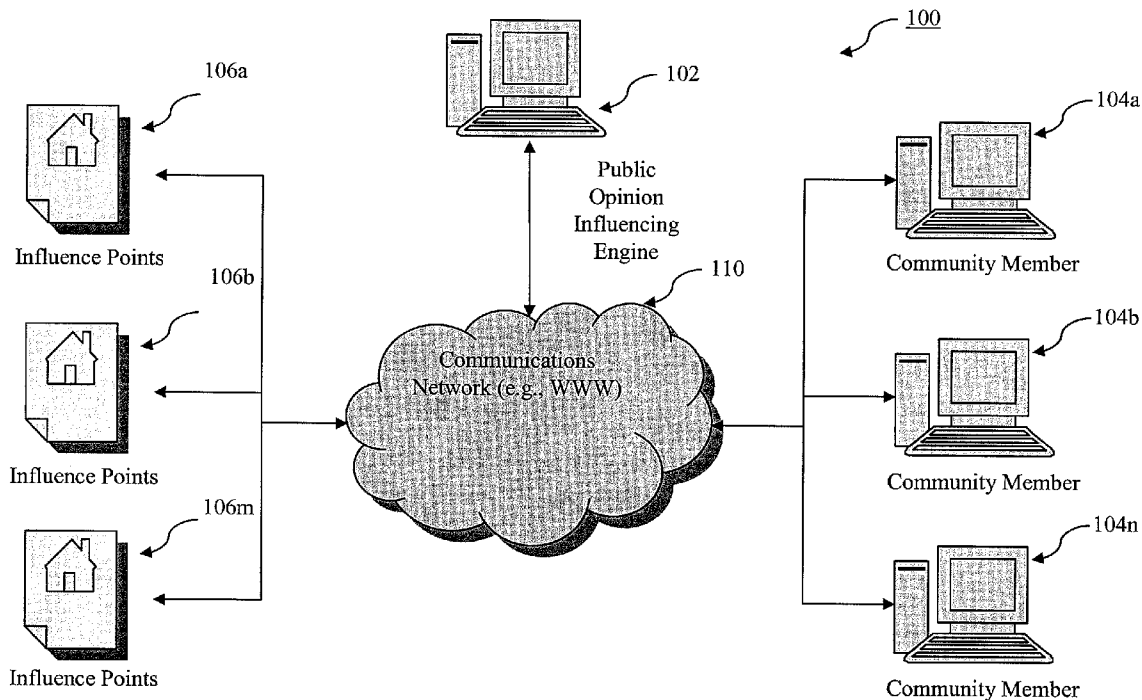 100
106a
102
104a
Influence Points
Public
Opinion
Influencing
Engine
Community Member
106b
110
104b
Communications
Network (e.g., WWW)
Influence Points
Community Member
106m
104n
Influence Points
Community Member